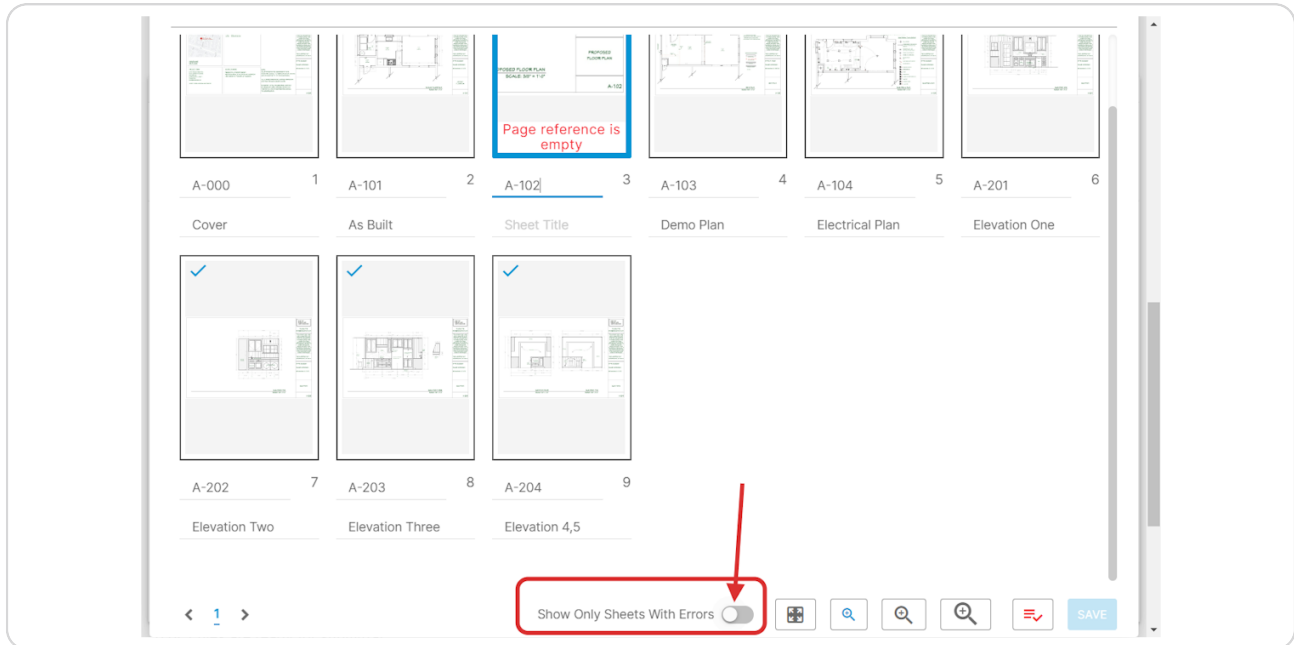 PROPOSED
FLOOR PLAN
POSED FLOOR PLAN
SCALE: 3/8" = 1'-0"
A-102
Page reference is
empty
A-000 1 A-101 2 A-102 3 A-103 4 A-104 5 A-201 6
Cover As Built Sheet Title Demo Plan Electrical Plan Elevation One
A-202 7 A-203 8 A-204 9
Elevation Two Elevation Three Elevation 4,5
1 Show Only Sheets With Errors SAVE